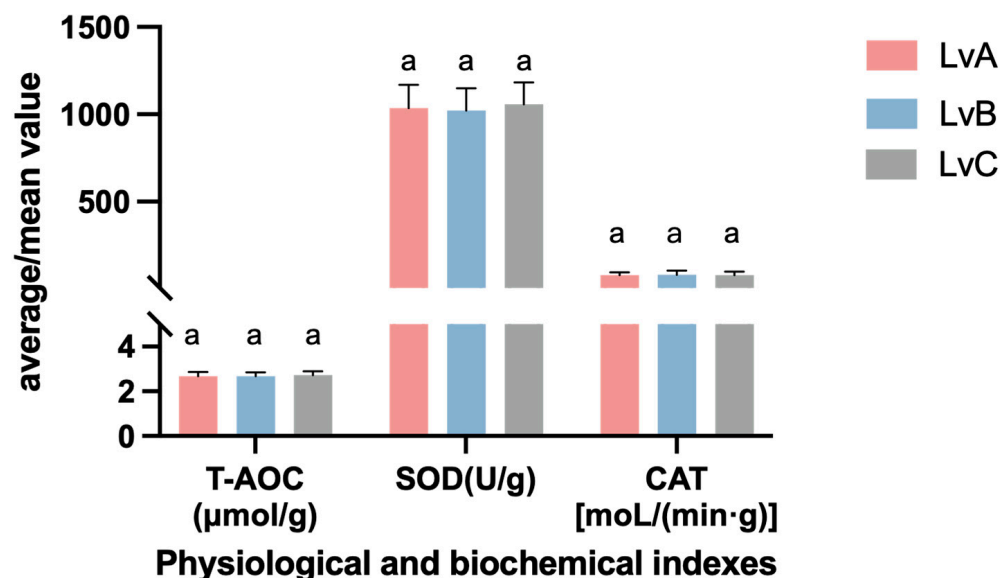 average/mean value
1500
1000
500
4
2
0
a a a
a a a
a a a
T-AOC
(μmol/g)
SOD(U/g)
CAT
[moL/(min·g)]
Physiological and biochemical indexes
LvA
LvB
LvC